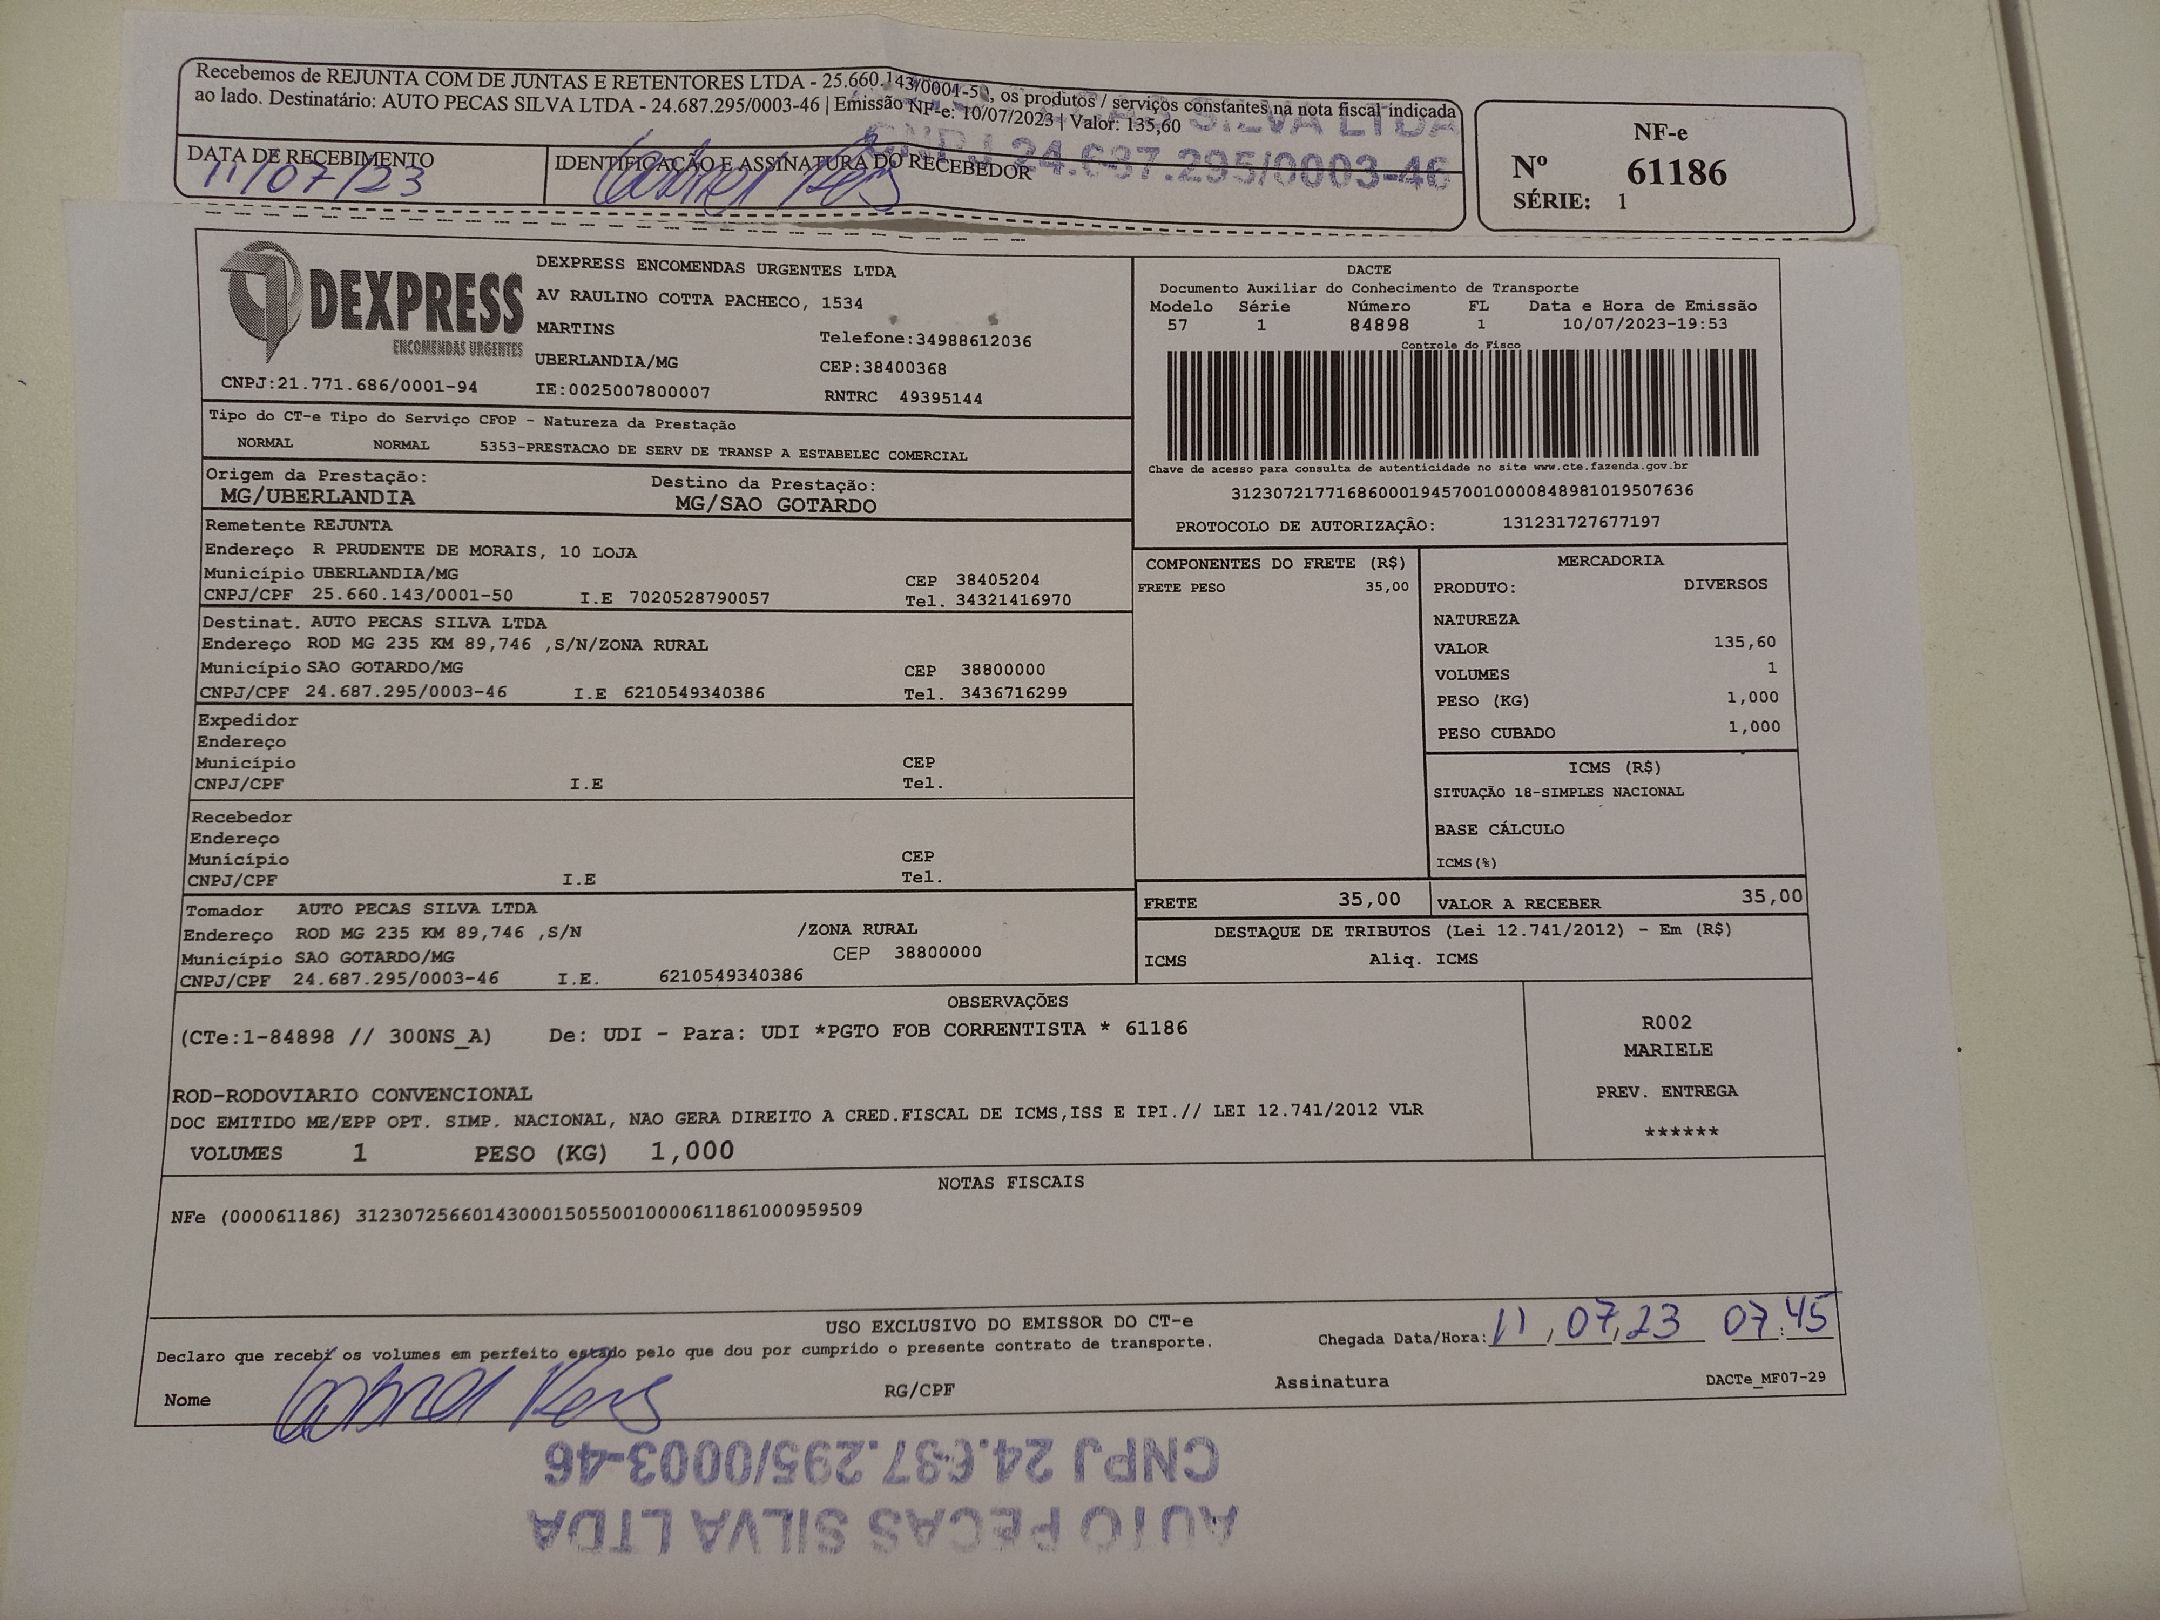 Recebemos de REJUNTA COM DE JUNTAS E RETENTORES LTDA - 25.660.143/0001-50, os produtos / serviços constantes na nota fiscal indicada
ao lado. Destinatário: AUTO PECAS SILVA LTDA - 24.687.295/0003-46 | Emissão NF-e: 10/07/2023 | Valor: 135,60
SILVA LTDA
CNPJ 24.687.295/0003-46
DATA DE RECEBIMENTO
11/07/23
IDENTIFICAÇÃO E ASSINATURA DO RECEBEDOR
Gabriel Reis
NF-e
Nº 61186
SÉRIE: 1
DEXPRESS
ENCOMENDAS URGENTES
CNPJ:21.771.686/0001-94
DEXPRESS ENCOMENDAS URGENTES LTDA
AV RAULINO COTTA PACHECO, 1534
MARTINS
Telefone:34988612036
UBERLANDIA/MG
CEP:38400368
IE:0025007800007
RNTRC 49395144
DACTE
Documento Auxiliar do Conhecimento de Transporte
Modelo Série Número FL Data e Hora de Emissão
57 1 84898 1 10/07/2023-19:53
Controle do Fisco
Chave de acesso para consulta de autenticidade no site www.cte.fazenda.gov.br
31230721771686000194570010000848981019507636
PROTOCOLO DE AUTORIZAÇÃO: 131231727677197
Tipo do CT-e Tipo do Serviço CFOP - Natureza da Prestação
NORMAL NORMAL 5353-PRESTACAO DE SERV DE TRANSP A ESTABELEC COMERCIAL
Origem da Prestação: Destino da Prestação:
MG/UBERLANDIA MG/SAO GOTARDO
Remetente REJUNTA
Endereço R PRUDENTE DE MORAIS, 10 LOJA
Município UBERLANDIA/MG CEP 38405204
CNPJ/CPF 25.660.143/0001-50 I.E 7020528790057 Tel. 34321416970
Destinat. AUTO PECAS SILVA LTDA
Endereço ROD MG 235 KM 89,746 ,S/N/ZONA RURAL
Município SAO GOTARDO/MG CEP 38800000
CNPJ/CPF 24.687.295/0003-46 I.E 6210549340386 Tel. 3436716299
Expedidor
Endereço
Município CEP
CNPJ/CPF I.E Tel.
Recebedor
Endereço
Município CEP
CNPJ/CPF I.E Tel.
Tomador AUTO PECAS SILVA LTDA
Endereço ROD MG 235 KM 89,746 ,S/N /ZONA RURAL
Município SAO GOTARDO/MG CEP 38800000
CNPJ/CPF 24.687.295/0003-46 I.E. 6210549340386
COMPONENTES DO FRETE (R$)
FRETE PESO 35,00
MERCADORIA
PRODUTO: DIVERSOS
NATUREZA
VALOR 135,60
VOLUMES 1
PESO (KG) 1,000
PESO CUBADO 1,000
ICMS (R$)
SITUAÇÃO 18-SIMPLES NACIONAL
BASE CÁLCULO
ICMS(%)
FRETE 35,00 VALOR A RECEBER 35,00
DESTAQUE DE TRIBUTOS (Lei 12.741/2012) - Em (R$)
ICMS Aliq. ICMS
OBSERVAÇÕES
(CTe:1-84898 // 300NS_A) De: UDI - Para: UDI *PGTO FOB CORRENTISTA * 61186
ROD-RODOVIARIO CONVENCIONAL
DOC EMITIDO ME/EPP OPT. SIMP. NACIONAL, NAO GERA DIREITO A CRED.FISCAL DE ICMS,ISS E IPI.// LEI 12.741/2012 VLR
VOLUMES 1 PESO (KG) 1,000
R002
MARIELE
PREV. ENTREGA
******
NOTAS FISCAIS
NFe (000061186) 31230725660143000150550010000611861000959509
USO EXCLUSIVO DO EMISSOR DO CT-e
Declaro que recebi os volumes em perfeito estado pelo que dou por cumprido o presente contrato de transporte.
Chegada Data/Hora: 11/07/23 07:45
Nome Gabriel Reis RG/CPF Assinatura DACTe_MF07-29
AUTO PECAS SILVA LTDA
CNPJ 24.687.295/0003-46